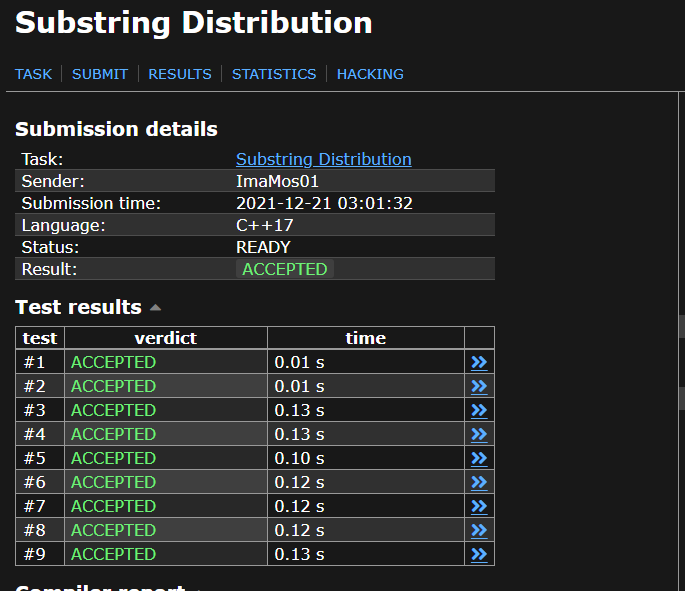 Substring Distribution
TASK SUBMIT RESULTS STATISTICS HACKING
Submission details
Task: Substring Distribution
Sender: ImaMos01
Submission time: 2021-12-21 03:01:32
Language: C++17
Status: READY
Result: ACCEPTED
Test results
test verdict time
#1 ACCEPTED 0.01 s
#2 ACCEPTED 0.01 s
#3 ACCEPTED 0.13 s
#4 ACCEPTED 0.13 s
#5 ACCEPTED 0.10 s
#6 ACCEPTED 0.12 s
#7 ACCEPTED 0.12 s
#8 ACCEPTED 0.12 s
#9 ACCEPTED 0.13 s
Compiler report